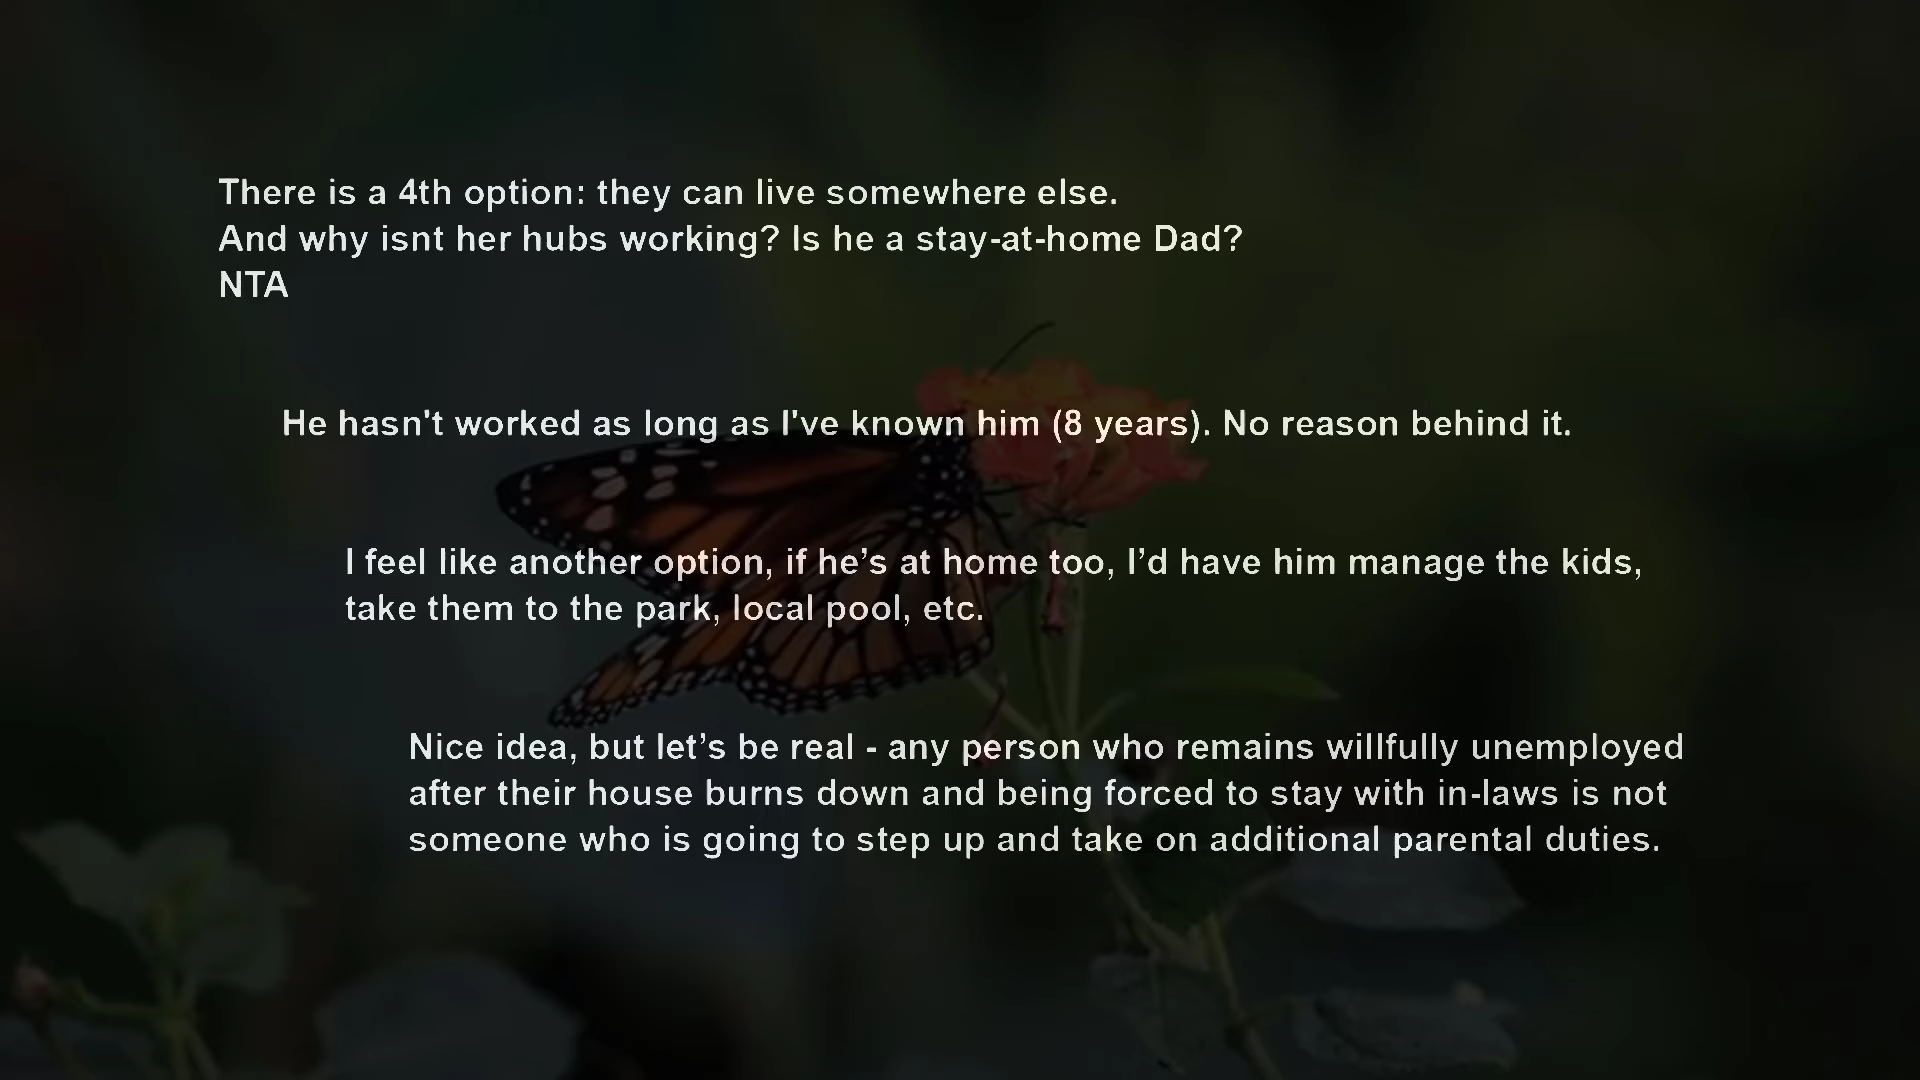 There is a 4th option: they can live somewhere else.
And why isnt her hubs working? Is he a stay-at-home Dad?
NTA
He hasn't worked as long as I've known him (8 years). No reason behind it.
I feel like another option, if he’s at home too, I’d have him manage the kids,
take them to the park, local pool, etc.
Nice idea, but let’s be real - any person who remains willfully unemployed
after their house burns down and being forced to stay with in-laws is not
someone who is going to step up and take on additional parental duties.